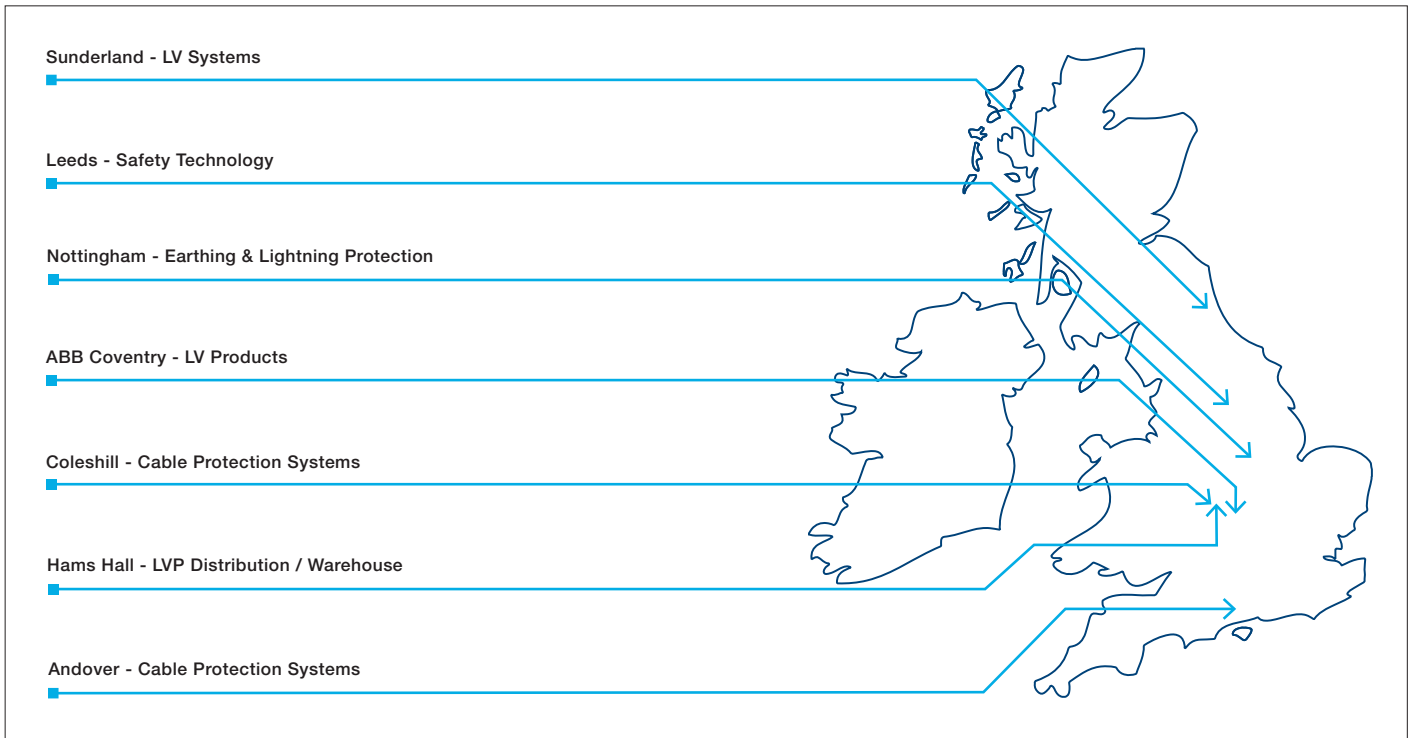 Sunderland - LV Systems
Leeds - Safety Technology
Nottingham - Earthing & Lightning Protection
ABB Coventry - LV Products
Coleshill - Cable Protection Systems
Hams Hall - LVP Distribution / Warehouse
Andover - Cable Protection Systems